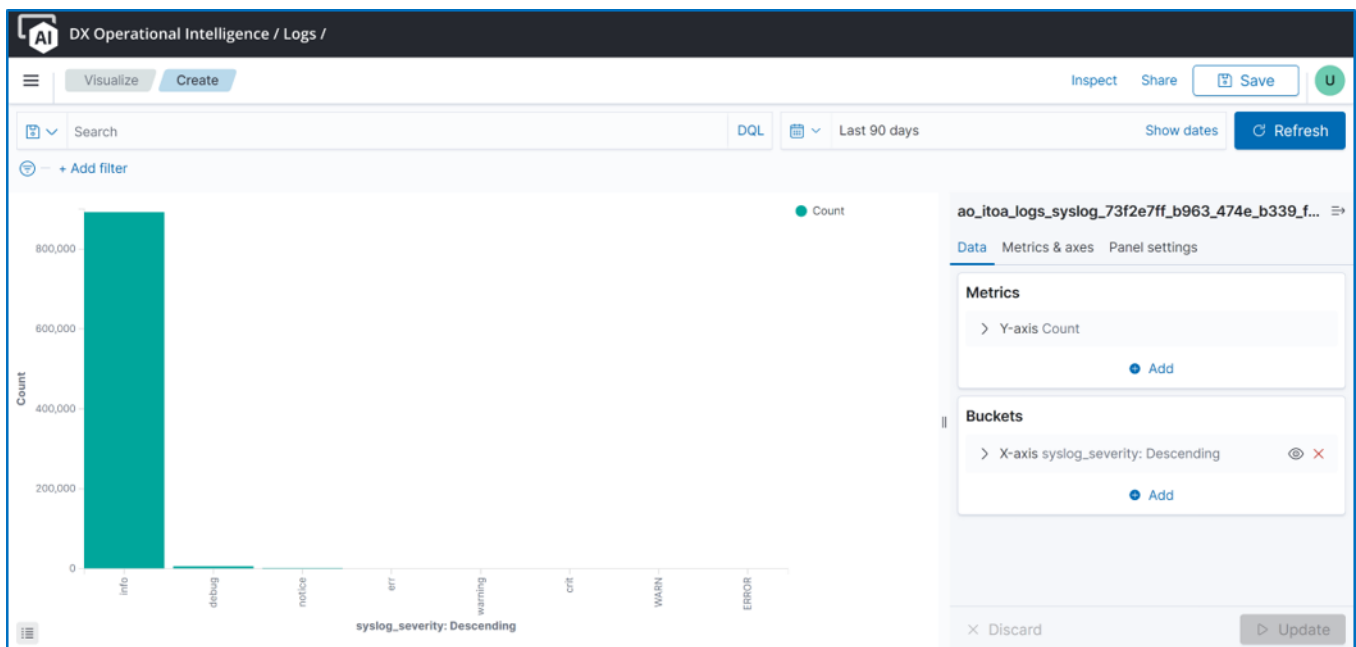 AI DX Operational Intelligence / Logs /
Visualize Create Inspect Share Save U
Search DQL Last 90 days Show dates Refresh
+ Add filter
Count
ao_itoa_logs_syslog_73f2e7ff_b963_474e_b339_f...
Data Metrics & axes Panel settings
Metrics
Y-axis Count
Add
Buckets
X-axis syslog_severity: Descending
Add
Discard Update
Count
800,000
600,000
400,000
200,000
0
info debug notice err warning crit WARN ERROR
syslog_severity: Descending